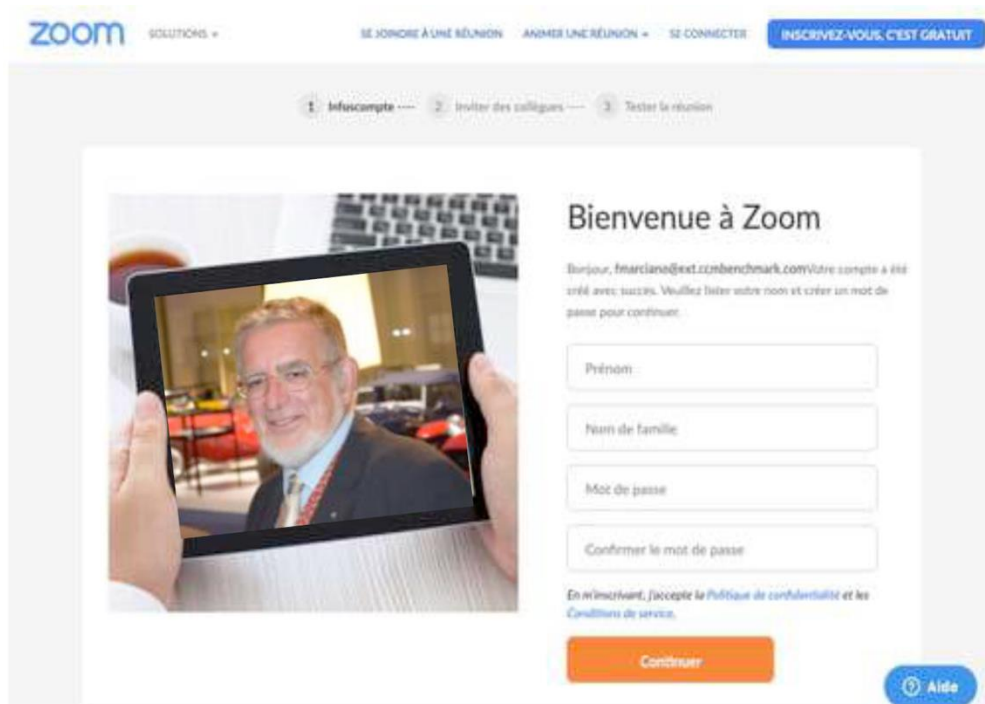 zoom
SOLUTIONS
SE JOINDRE À UNE RÉUNION
ANIMER UNE RÉUNION
SE CONNECTER
INSCRIVEZ-VOUS, C'EST GRATUIT
1 Infuscompte ---- 2 Inviter des collègues ---- 3 Tester la réunion
Bienvenue à Zoom
Bonjour, fmarciano@ext.ccmbenchmark.comVotre compte a été
créé avec succès. Veuillez lister votre nom et créer un mot de
passe pour continuer.
Prénom
Nom de famille
Mot de passe
Confirmer le mot de passe
En m'inscrivant, j'accepte la Politique de confidentialité et les
Conditions de service.
Continuer
Aide